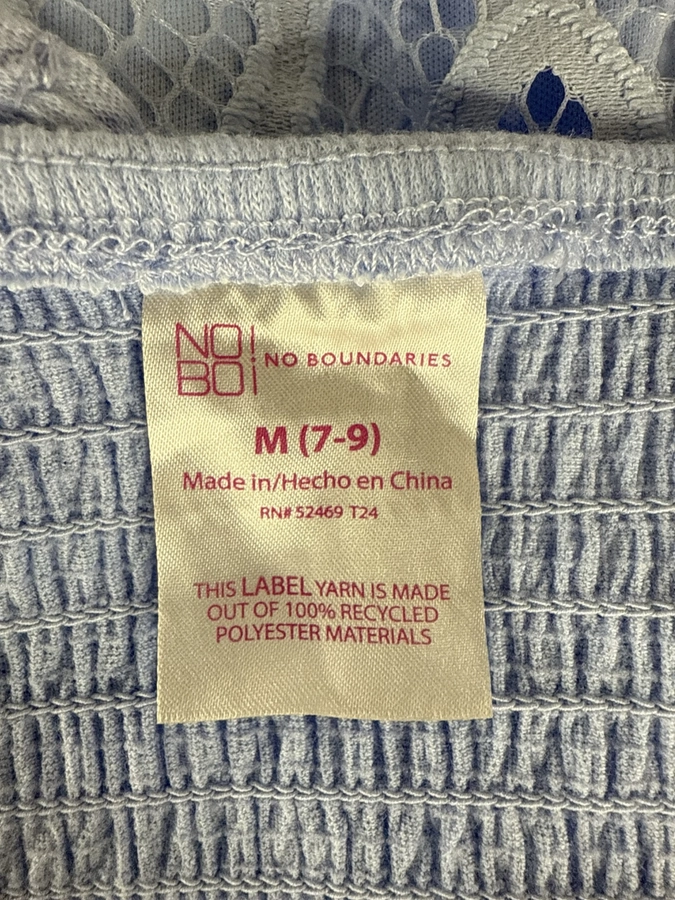 NO!
BO!
NO BOUNDARIES
M (7-9)
Made in/Hecho en China
RN# 52469 T24
THIS LABEL YARN IS MADE
OUT OF 100% RECYCLED
POLYESTER MATERIALS